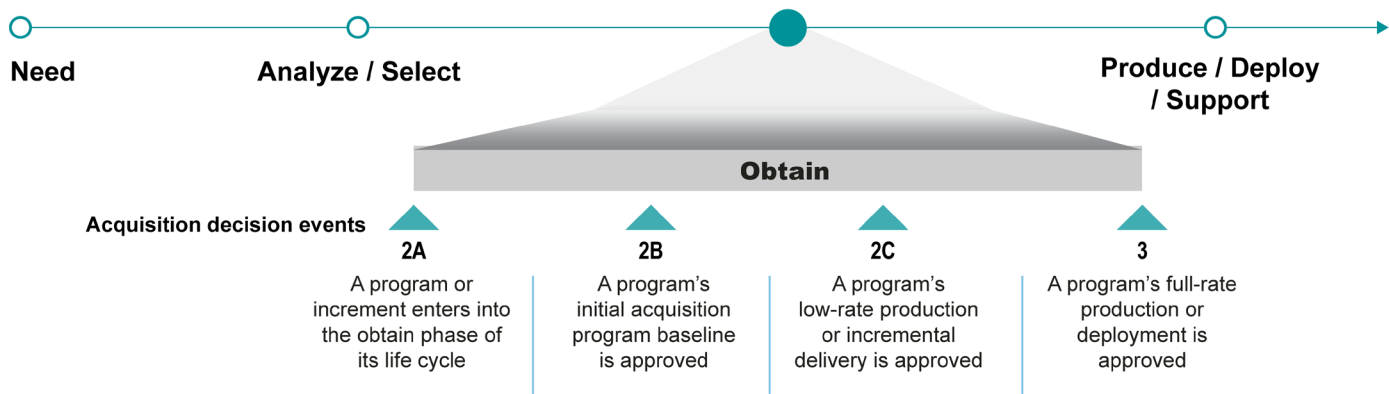 Need
Analyze / Select
Produce / Deploy
/ Support
Obtain
Acquisition decision events
2A
A program or
increment enters into
the obtain phase of
its life cycle
2B
A program’s
initial acquisition
program baseline
is approved
2C
A program’s
low-rate production
or incremental
delivery is approved
3
A program’s full-rate
production or
deployment is
approved